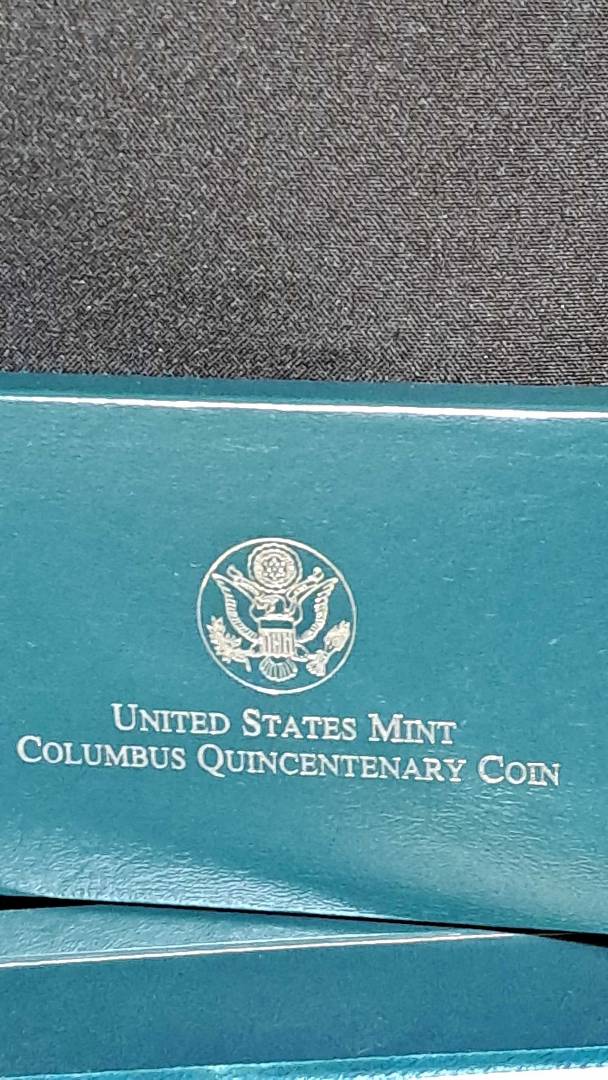 UNITED STATES MINT
COLUMBUS QUINCENTENARY COIN